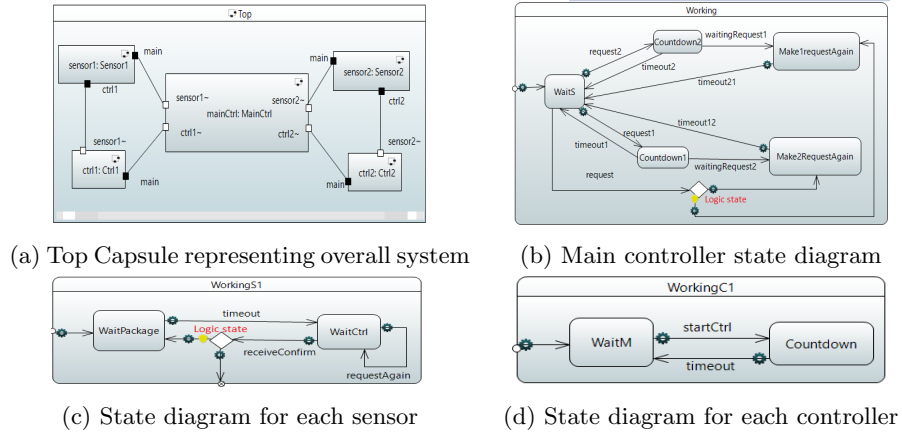 Top
main
sensor1: Sensor1
ctrl1
sensor1~
mainCtrl: MainCtrl
sensor2~
ctrl1~
ctrl2~
main
sensor2: Sensor2
ctrl2
sensor1~
ctrl1: Ctrl1
main
sensor2~
ctrl2: Ctrl2
main
(a) Top Capsule representing overall system
Working
Countdown2
waitingRequest1
Make1requestAgain
request2
timeout2
timeout21
WaitS
timeout12
request1
timeout1
Countdown1
waitingRequest2
Make2RequestAgain
request
Logic state
(b) Main controller state diagram
WorkingS1
timeout
WaitPackage
Logic state
WaitCtrl
receiveConfirm
requestAgain
(c) State diagram for each sensor
WorkingC1
startCtrl
WaitM
Countdown
timeout
(d) State diagram for each controller